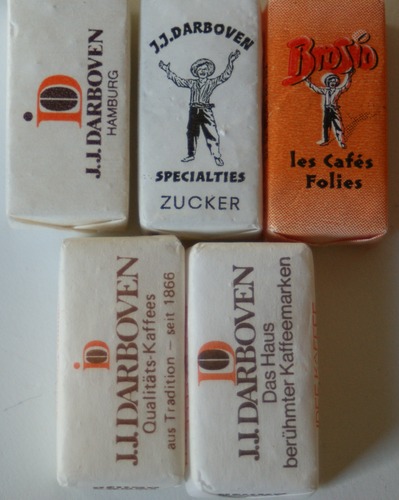 J.J.DARBOVEN
HAMBURG
J.J.DARBOVEN
SPECIALTIES
ZUCKER
les Cafés
Folies
J.J.DARBOVEN
Qualitäts-Kaffees
aus Tradition – seit 1866
J.J.DARBOVEN
Das Haus
berühmter Kaffeemarken